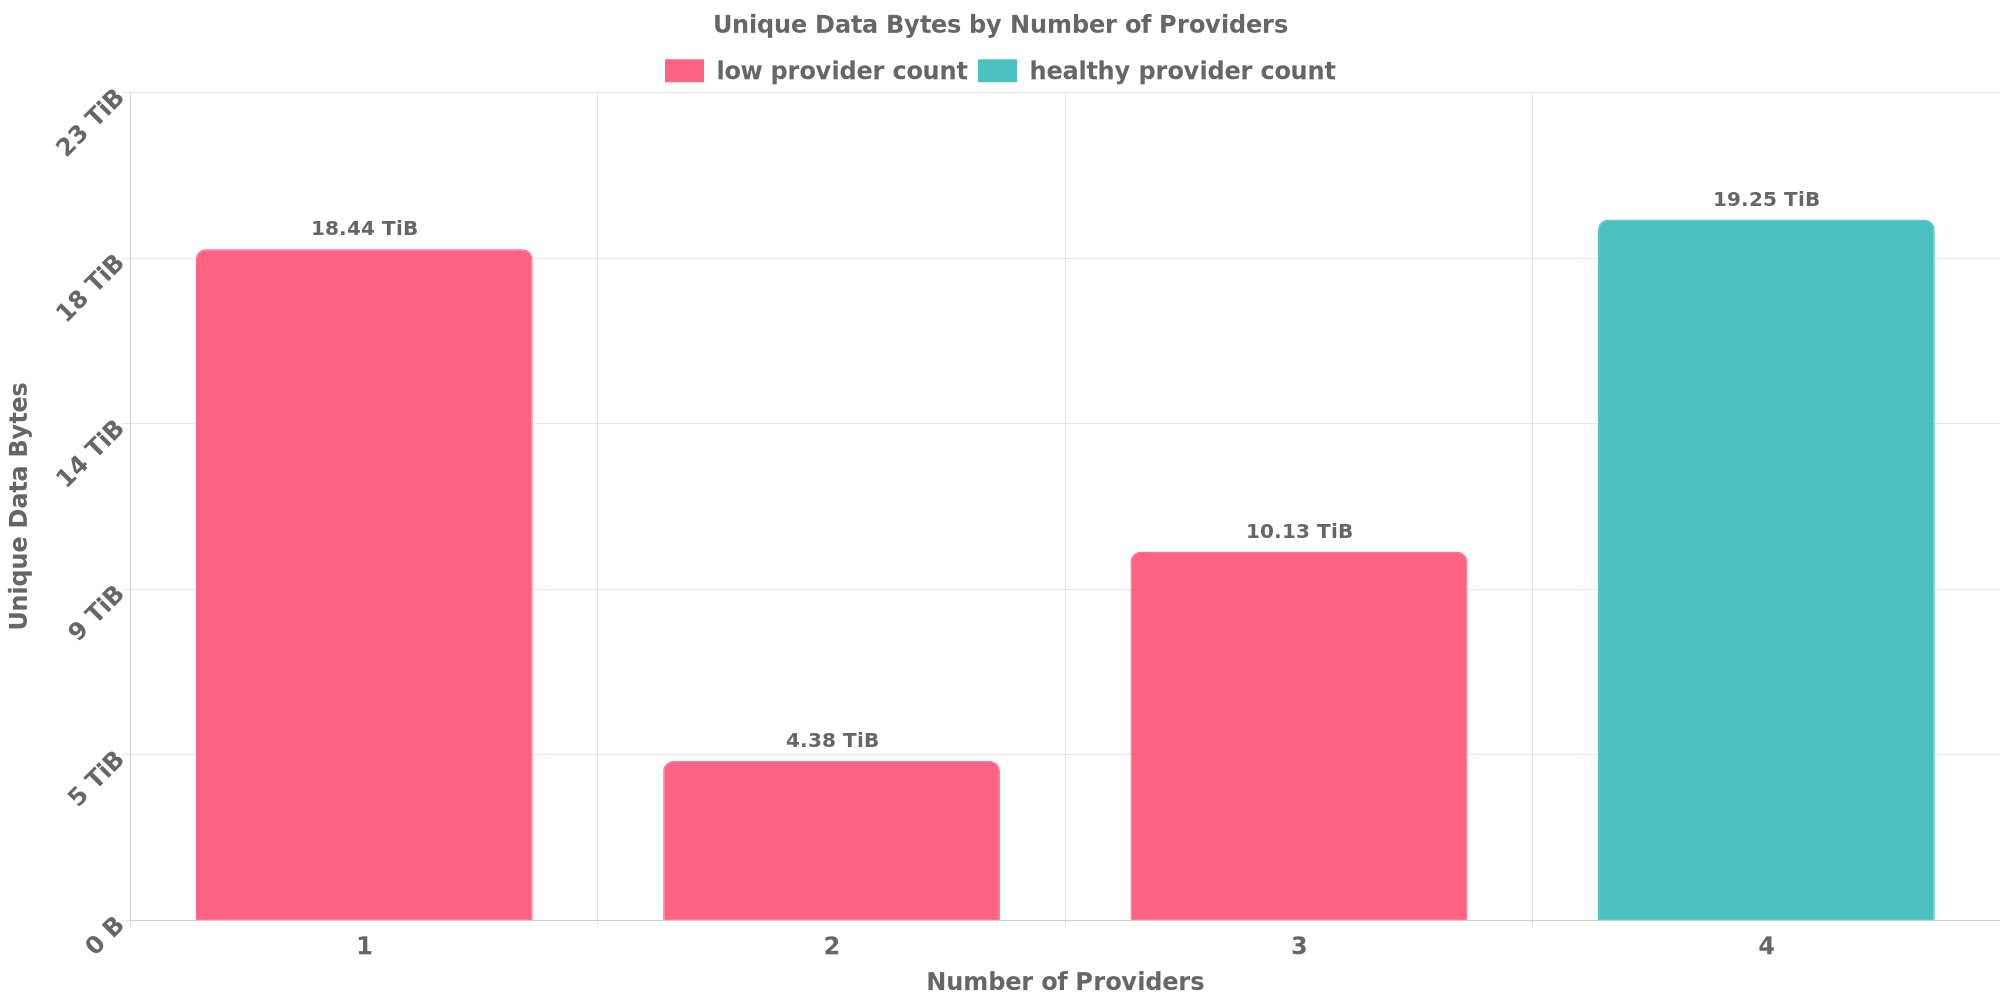 Unique Data Bytes by Number of Providers
low provider count
healthy provider count
23 TiB
18 TiB
14 TiB
9 TiB
5 TiB
0 B
Unique Data Bytes
18.44 TiB
4.38 TiB
10.13 TiB
19.25 TiB
1
2
3
4
Number of Providers